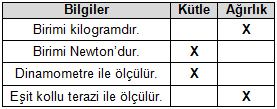 Bilgiler Kütle Ağırlık
Birimi kilogramdır. X
Birimi Newton'dur. X
Dinamometre ile ölçülür. X
Eşit kollu terazi ile ölçülür. X